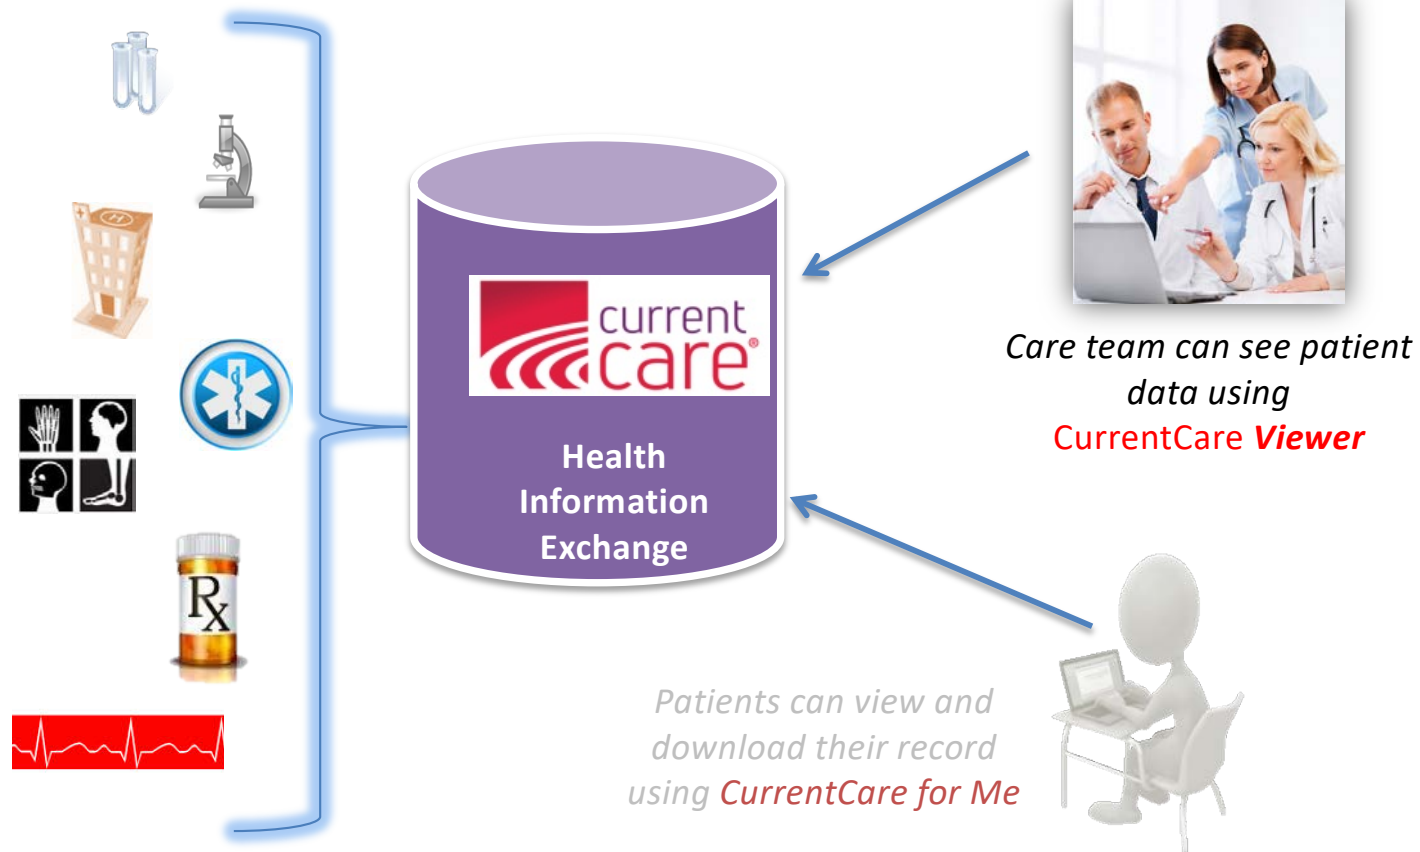 current
care®
Health
Information
Exchange
Care team can see patient
data using
CurrentCare Viewer
Patients can view and
download their record
using CurrentCare for Me
H
Rx